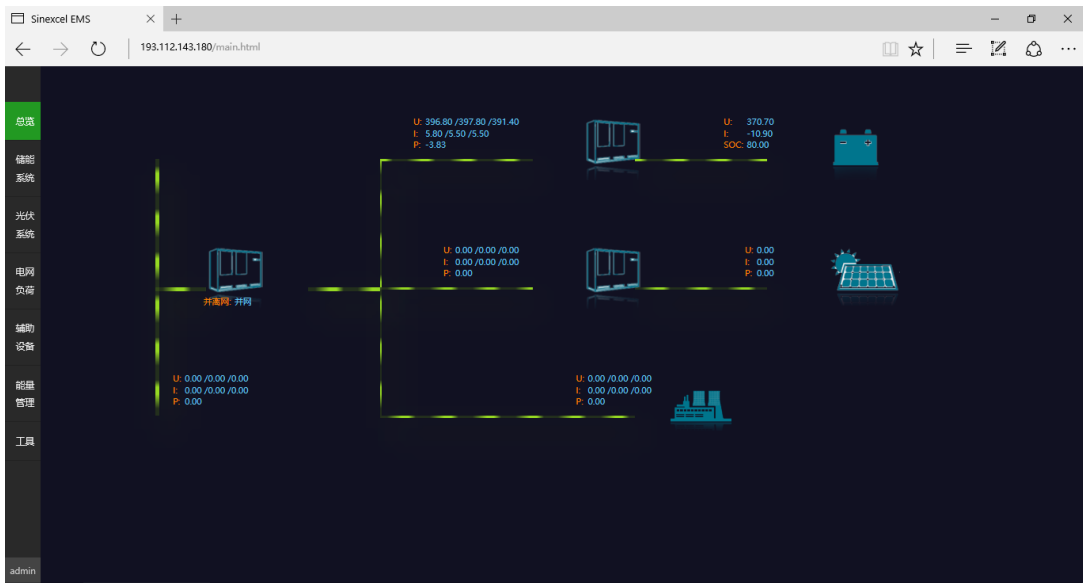 Sinexcel EMS
193.112.143.180/main.html
总览
储能
系统
光伏
系统
电网
负荷
辅助
设备
能量
管理
工具
admin
U: 396.80 /397.80 /391.40
I: 5.80 /5.50 /5.50
P: -3.83
U: 370.70
I: -10.90
SOC: 80.00
U: 0.00 /0.00 /0.00
I: 0.00 /0.00 /0.00
P: 0.00
U: 0.00
I: 0.00
P: 0.00
并离网: 并网
U: 0.00 /0.00 /0.00
I: 0.00 /0.00 /0.00
P: 0.00
U: 0.00 /0.00 /0.00
I: 0.00 /0.00 /0.00
P: 0.00